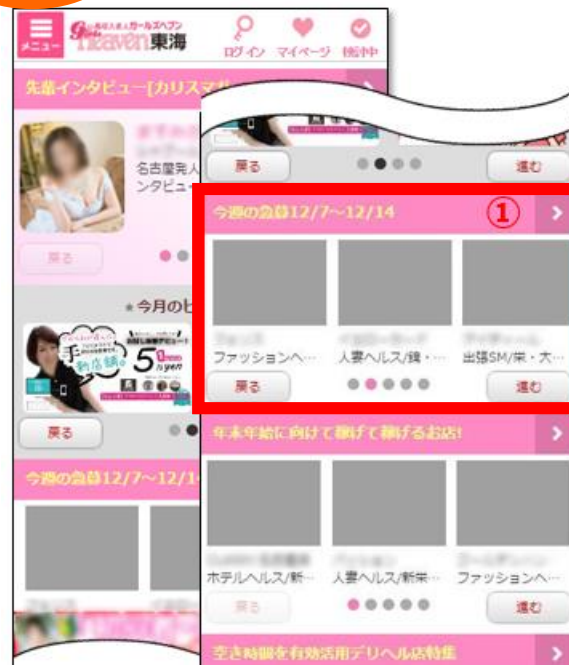 メニュー
Girls Heaven東海
ログイン
マイページ
検討中
先輩インタビュー[カリスマ
名古屋発人
ンタビュー
戻る
★今月のピ
新店舗
戻る
今週の急募12/7～12/1
戻る
進む
今週の急募12/7～12/14
①
ファッションヘ…
人妻ヘルス/錦・…
出張SM/栄・大…
戻る
進む
年末年始に向けて稼げて稼げるお店!
ホテルヘルス/新…
人妻ヘルス/新栄…
ファッションヘ…
戻る
進む
空き時間を有効活用デリヘル店特集